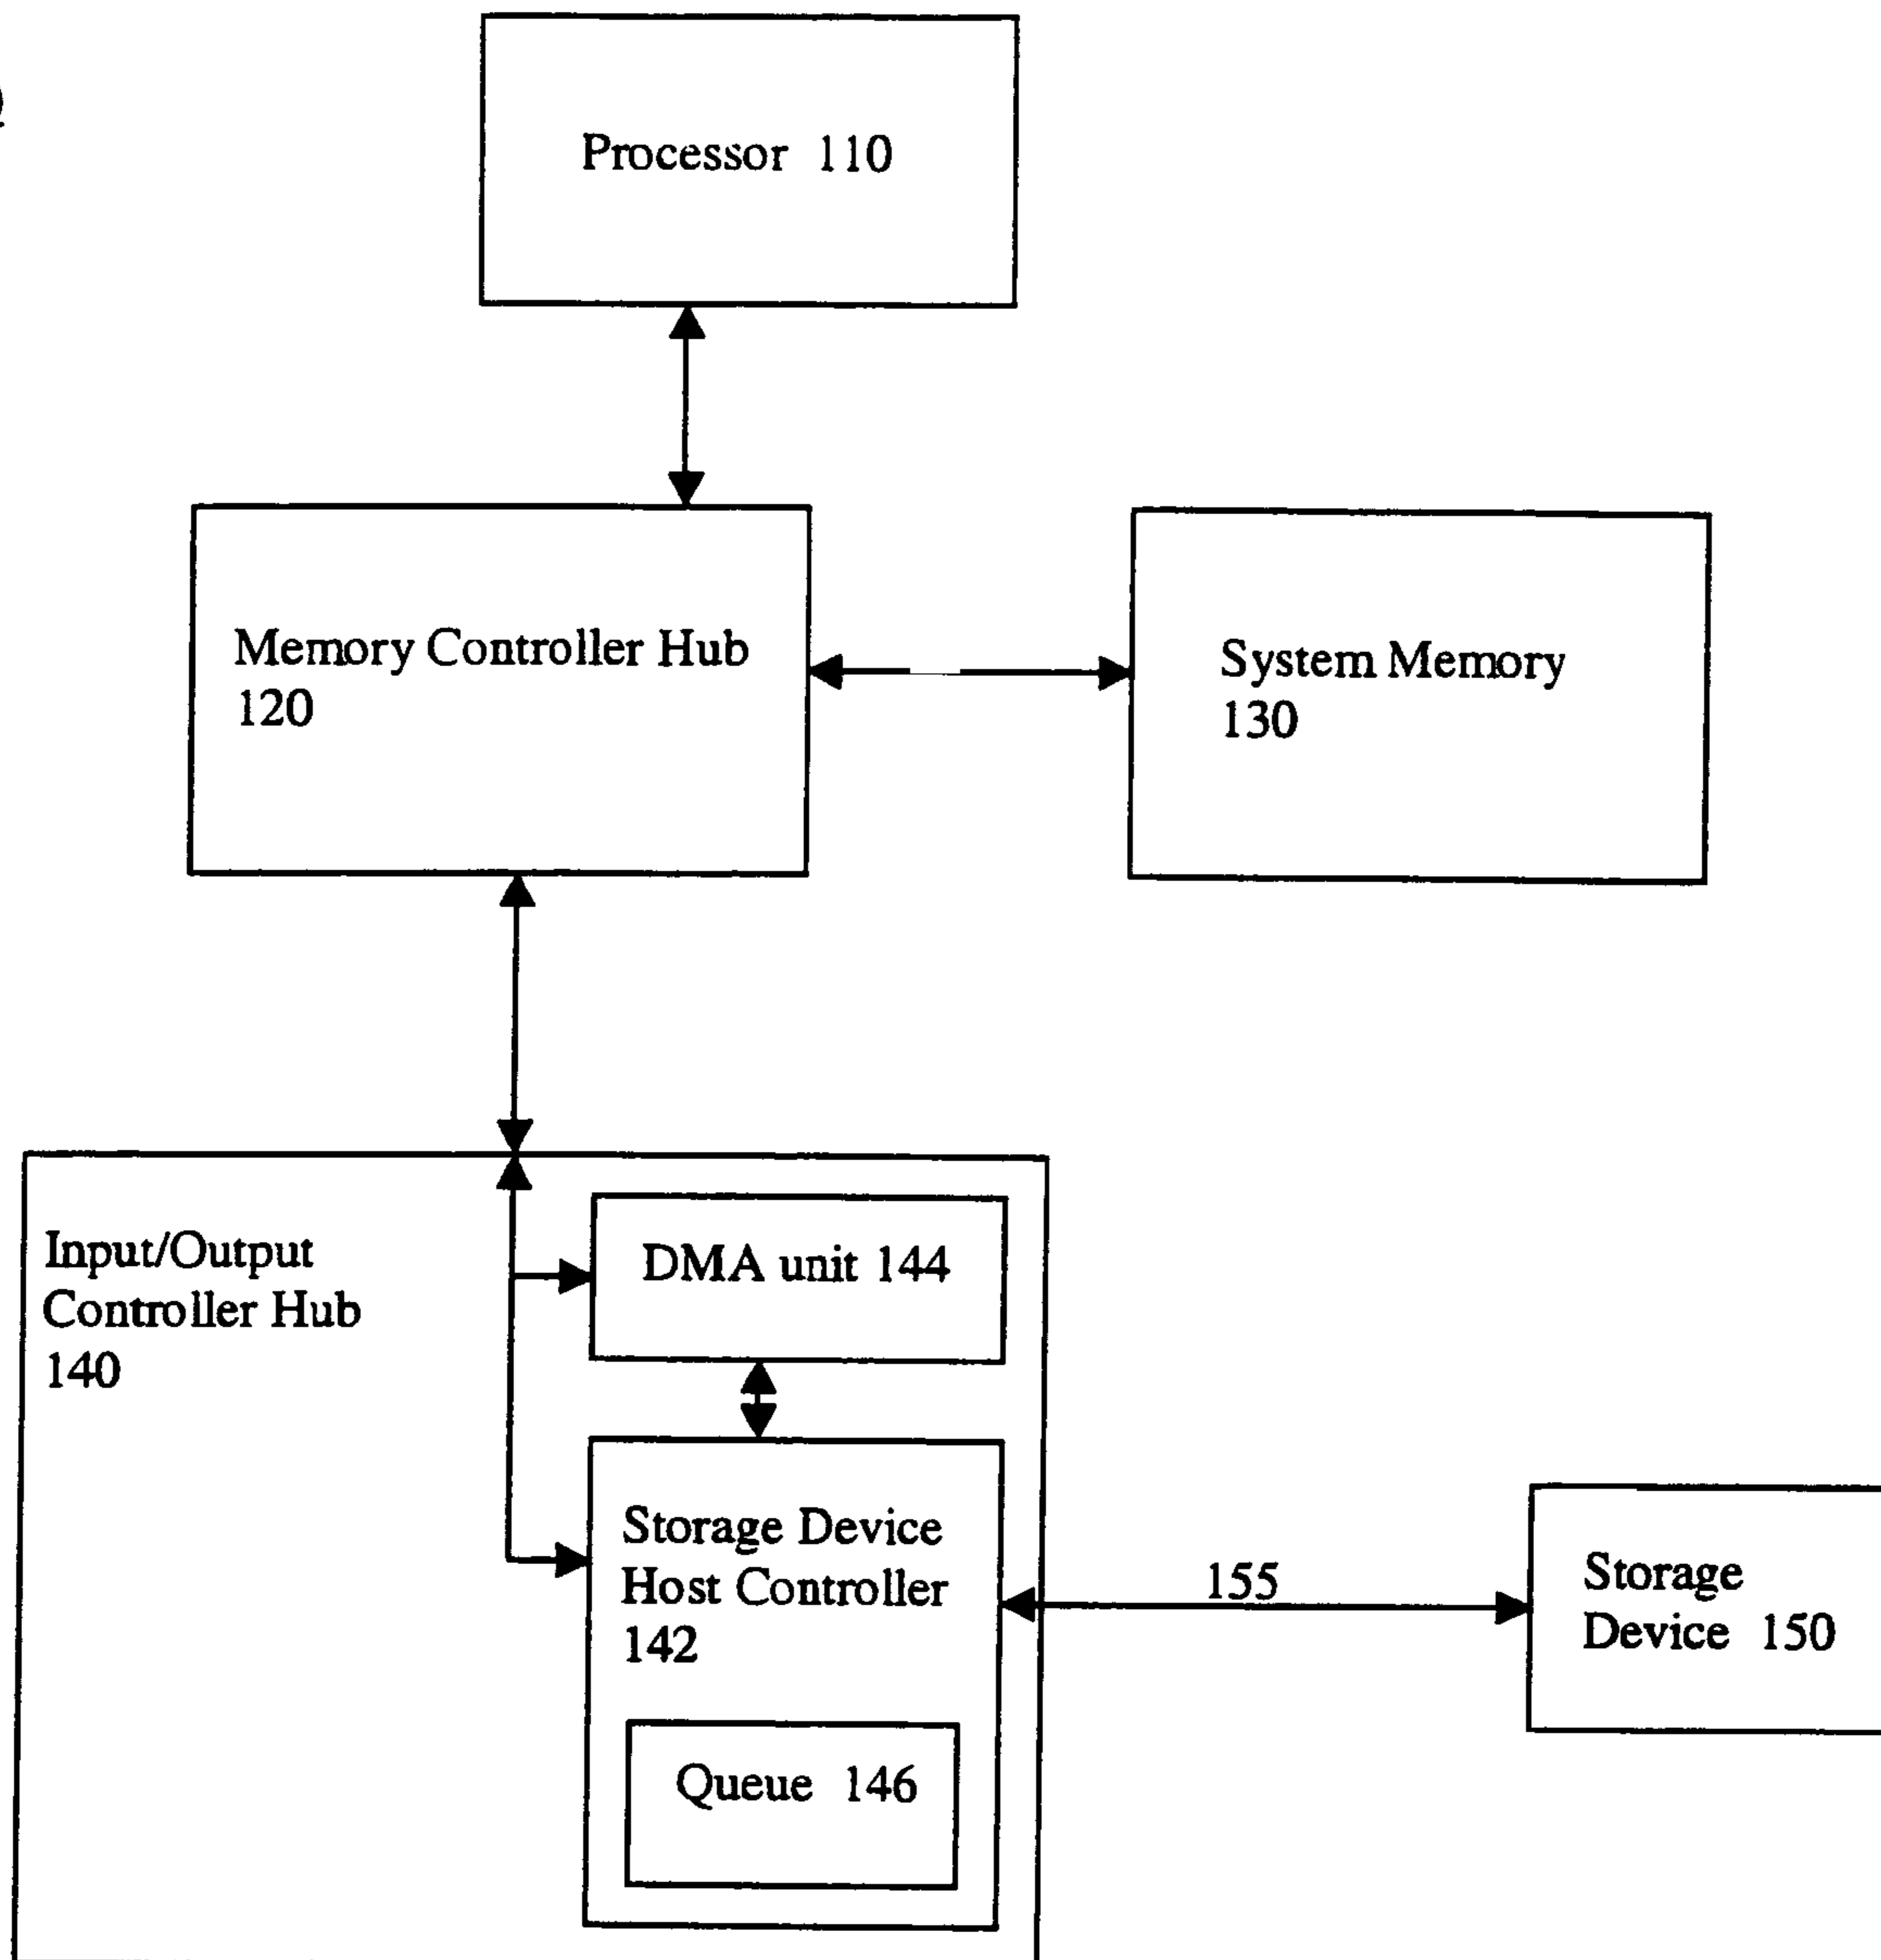 Processor 110
Memory Controller Hub
120
System Memory
130
Input/Output
Controller Hub
140
DMA unit 144
Storage Device
Host Controller
142
155
Storage
Device 150
Queue 146